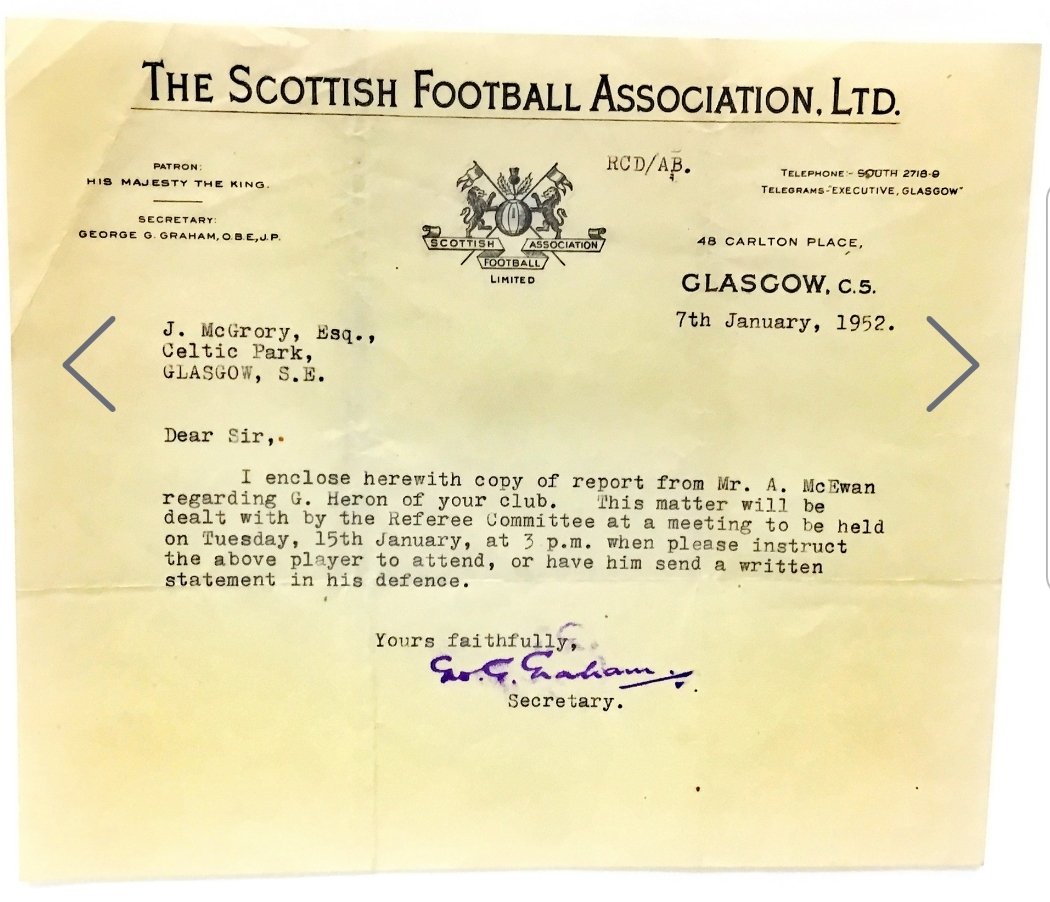 THE SCOTTISH FOOTBALL ASSOCIATION, LTD.
PATRON:
HIS MAJESTY THE KING.
SECRETARY:
GEORGE G. GRAHAM, O.B.E., J.P.
SCOTTISH ASSOCIATION
FOOTBALL
LIMITED
RCD/AB.
TELEPHONE:- SOUTH 2718-9
TELEGRAMS-"EXECUTIVE, GLASGOW"
48 CARLTON PLACE,
GLASGOW, C.5.
7th January, 1952.
J. McGrory, Esq.,
Celtic Park,
GLASGOW, S.E.
Dear Sir,
I enclose herewith copy of report from Mr. A. McEwan
regarding G. Heron of your club. This matter will be
dealt with by the Referee Committee at a meeting to be held
on Tuesday, 15th January, at 3 p.m. when please instruct
the above player to attend, or have him send a written
statement in his defence.
Yours faithfully,
Geo. G. Graham.
Secretary.